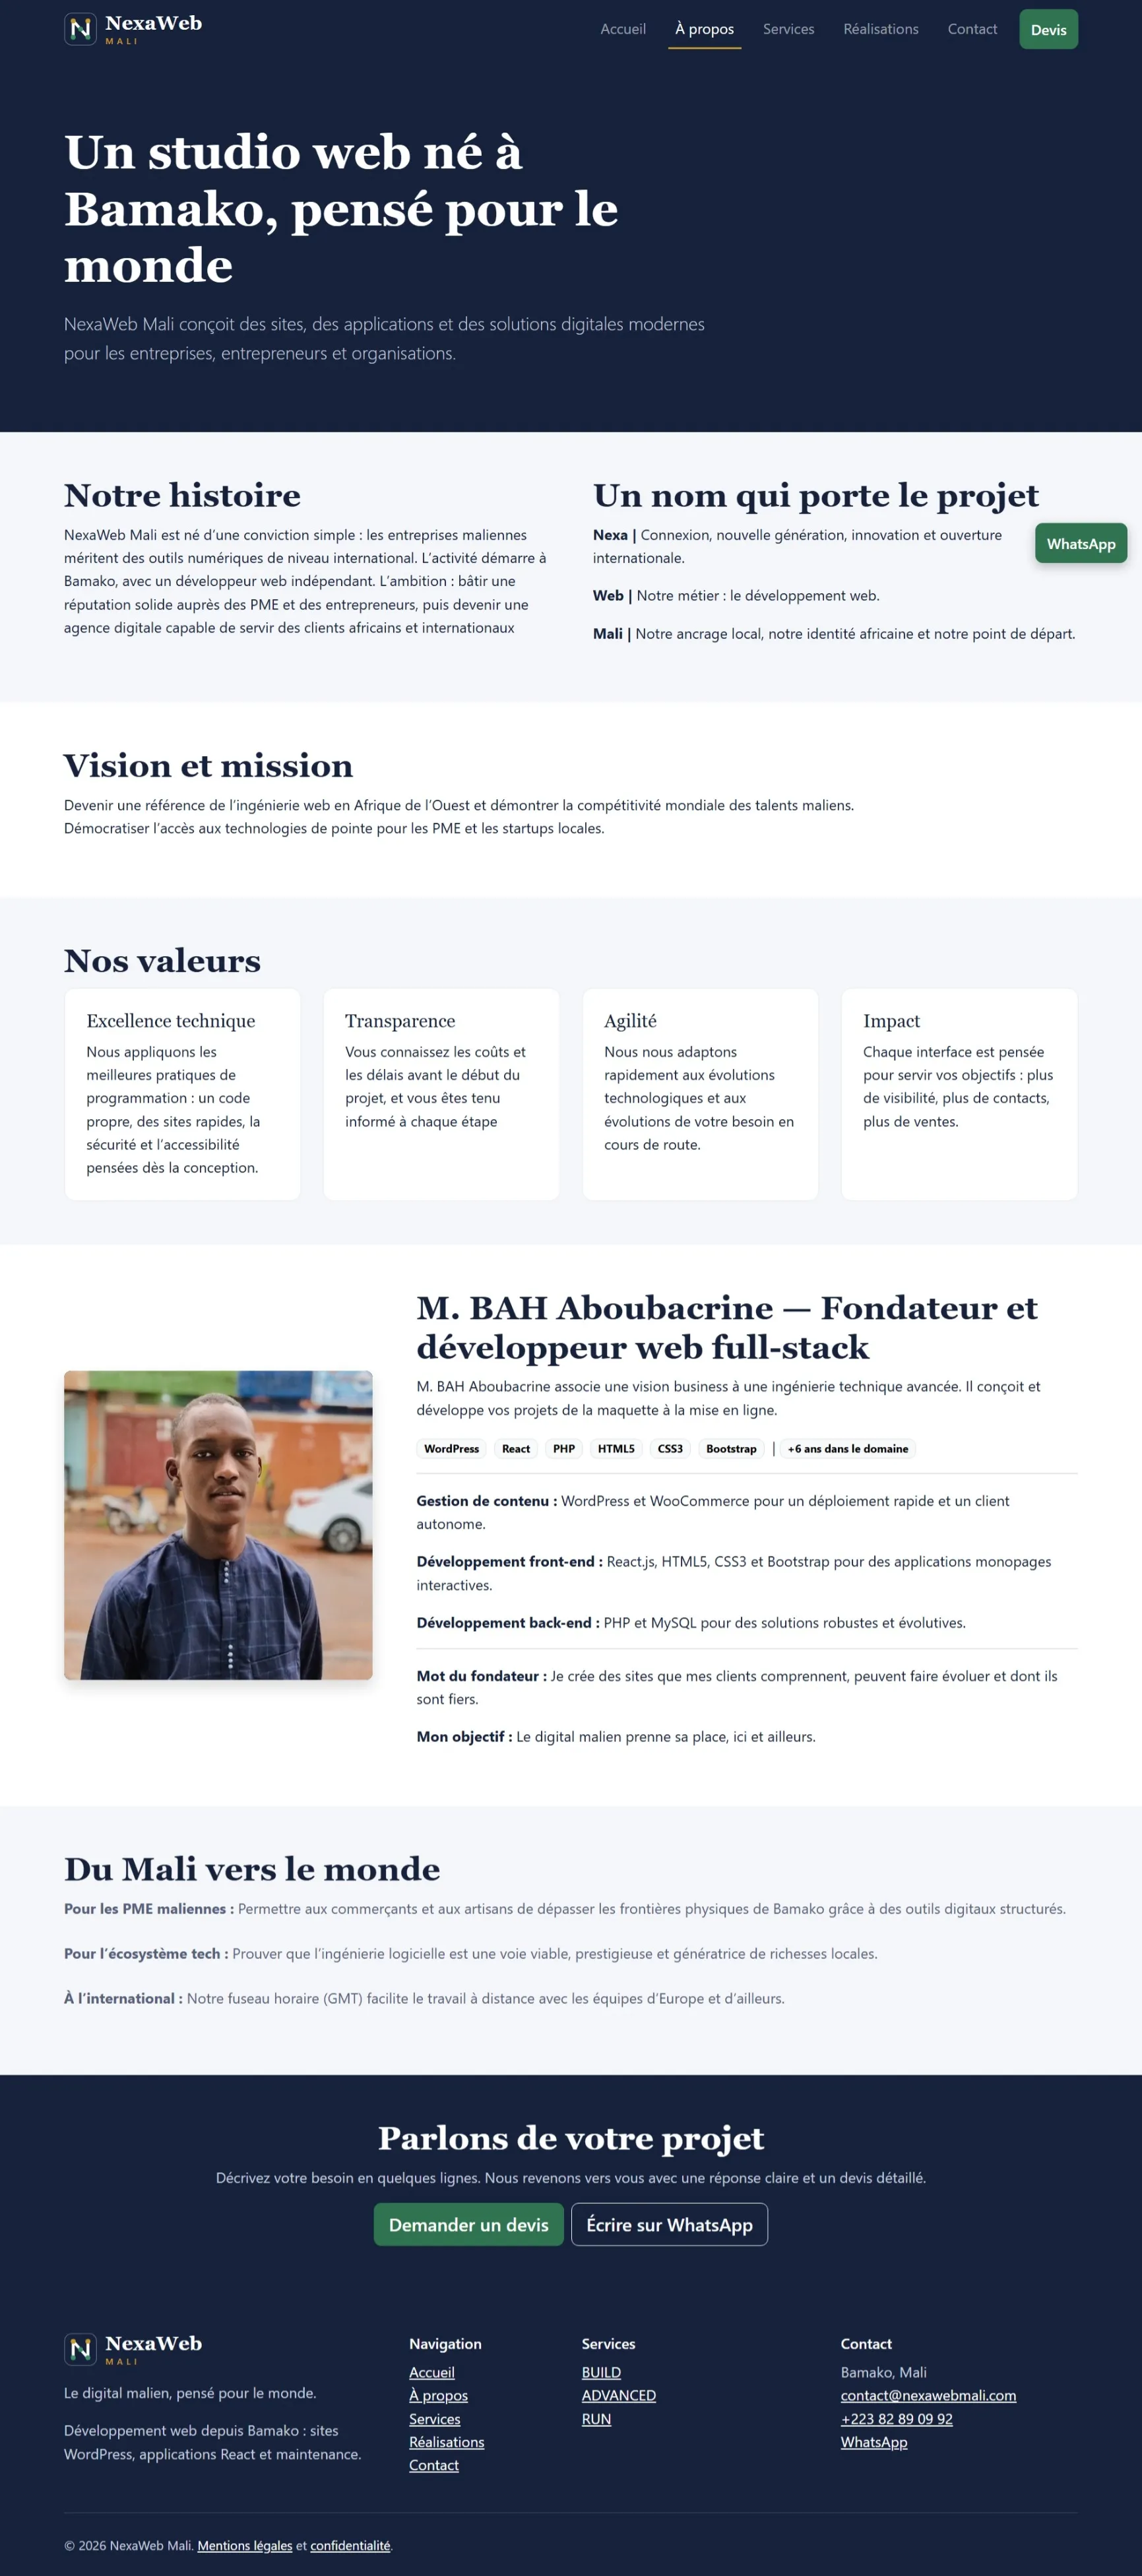 NexaWeb
MALI
Accueil
À propos
Services
Réalisations
Contact
Devis
Un studio web né à
Bamako, pensé pour le
monde
NexaWeb Mali conçoit des sites, des applications et des solutions digitales modernes
pour les entreprises, entrepreneurs et organisations.
Notre histoire
NexaWeb Mali est né d’une conviction simple : les entreprises maliennes
méritent des outils numériques de niveau international. L’activité démarre à
Bamako, avec un développeur web indépendant. L’ambition : bâtir une
réputation solide auprès des PME et des entrepreneurs, puis devenir une
agence digitale capable de servir des clients africains et internationaux
Un nom qui porte le projet
Nexa | Connexion, nouvelle génération, innovation et ouverture
internationale.
Web | Notre métier : le développement web.
Mali | Notre ancrage local, notre identité africaine et notre point de départ.
WhatsApp
Vision et mission
Devenir une référence de l’ingénierie web en Afrique de l’Ouest et démontrer la compétitivité mondiale des talents maliens.
Démocratiser l’accès aux technologies de pointe pour les PME et les startups locales.
Nos valeurs
Excellence technique
Nous appliquons les
meilleures pratiques de
programmation : un code
propre, des sites rapides, la
sécurité et l’accessibilité
pensées dès la conception.
Transparence
Vous connaissez les coûts et
les délais avant le début du
projet, et vous êtes tenu
informé à chaque étape
Agilité
Nous nous adaptons
rapidement aux évolutions
technologiques et aux
évolutions de votre besoin en
cours de route.
Impact
Chaque interface est pensée
pour servir vos objectifs : plus
de visibilité, plus de contacts,
plus de ventes.
M. BAH Aboubacrine — Fondateur et
développeur web full-stack
M. BAH Aboubacrine associe une vision business à une ingénierie technique avancée. Il conçoit et
développe vos projets de la maquette à la mise en ligne.
WordPress React PHP HTML5 CSS3 Bootstrap | +6 ans dans le domaine
Gestion de contenu : WordPress et WooCommerce pour un déploiement rapide et un client
autonome.
Développement front-end : React.js, HTML5, CSS3 et Bootstrap pour des applications monopages
interactives.
Développement back-end : PHP et MySQL pour des solutions robustes et évolutives.
Mot du fondateur : Je crée des sites que mes clients comprennent, peuvent faire évoluer et dont ils
sont fiers.
Mon objectif : Le digital malien prenne sa place, ici et ailleurs.
Du Mali vers le monde
Pour les PME maliennes : Permettre aux commerçants et aux artisans de dépasser les frontières physiques de Bamako grâce à des outils digitaux structurés.
Pour l’écosystème tech : Prouver que l’ingénierie logicielle est une voie viable, prestigieuse et génératrice de richesses locales.
À l’international : Notre fuseau horaire (GMT) facilite le travail à distance avec les équipes d’Europe et d’ailleurs.
Parlons de votre projet
Décrivez votre besoin en quelques lignes. Nous revenons vers vous avec une réponse claire et un devis détaillé.
Demander un devis
Écrire sur WhatsApp
NexaWeb
MALI
Le digital malien, pensé pour le monde.
Développement web depuis Bamako : sites
WordPress, applications React et maintenance.
Navigation
Accueil
À propos
Services
Réalisations
Contact
Services
BUILD
ADVANCED
RUN
Contact
Bamako, Mali
contact@nexawebmali.com
+223 82 89 09 92
WhatsApp
© 2026 NexaWeb Mali. Mentions légales et confidentialité.